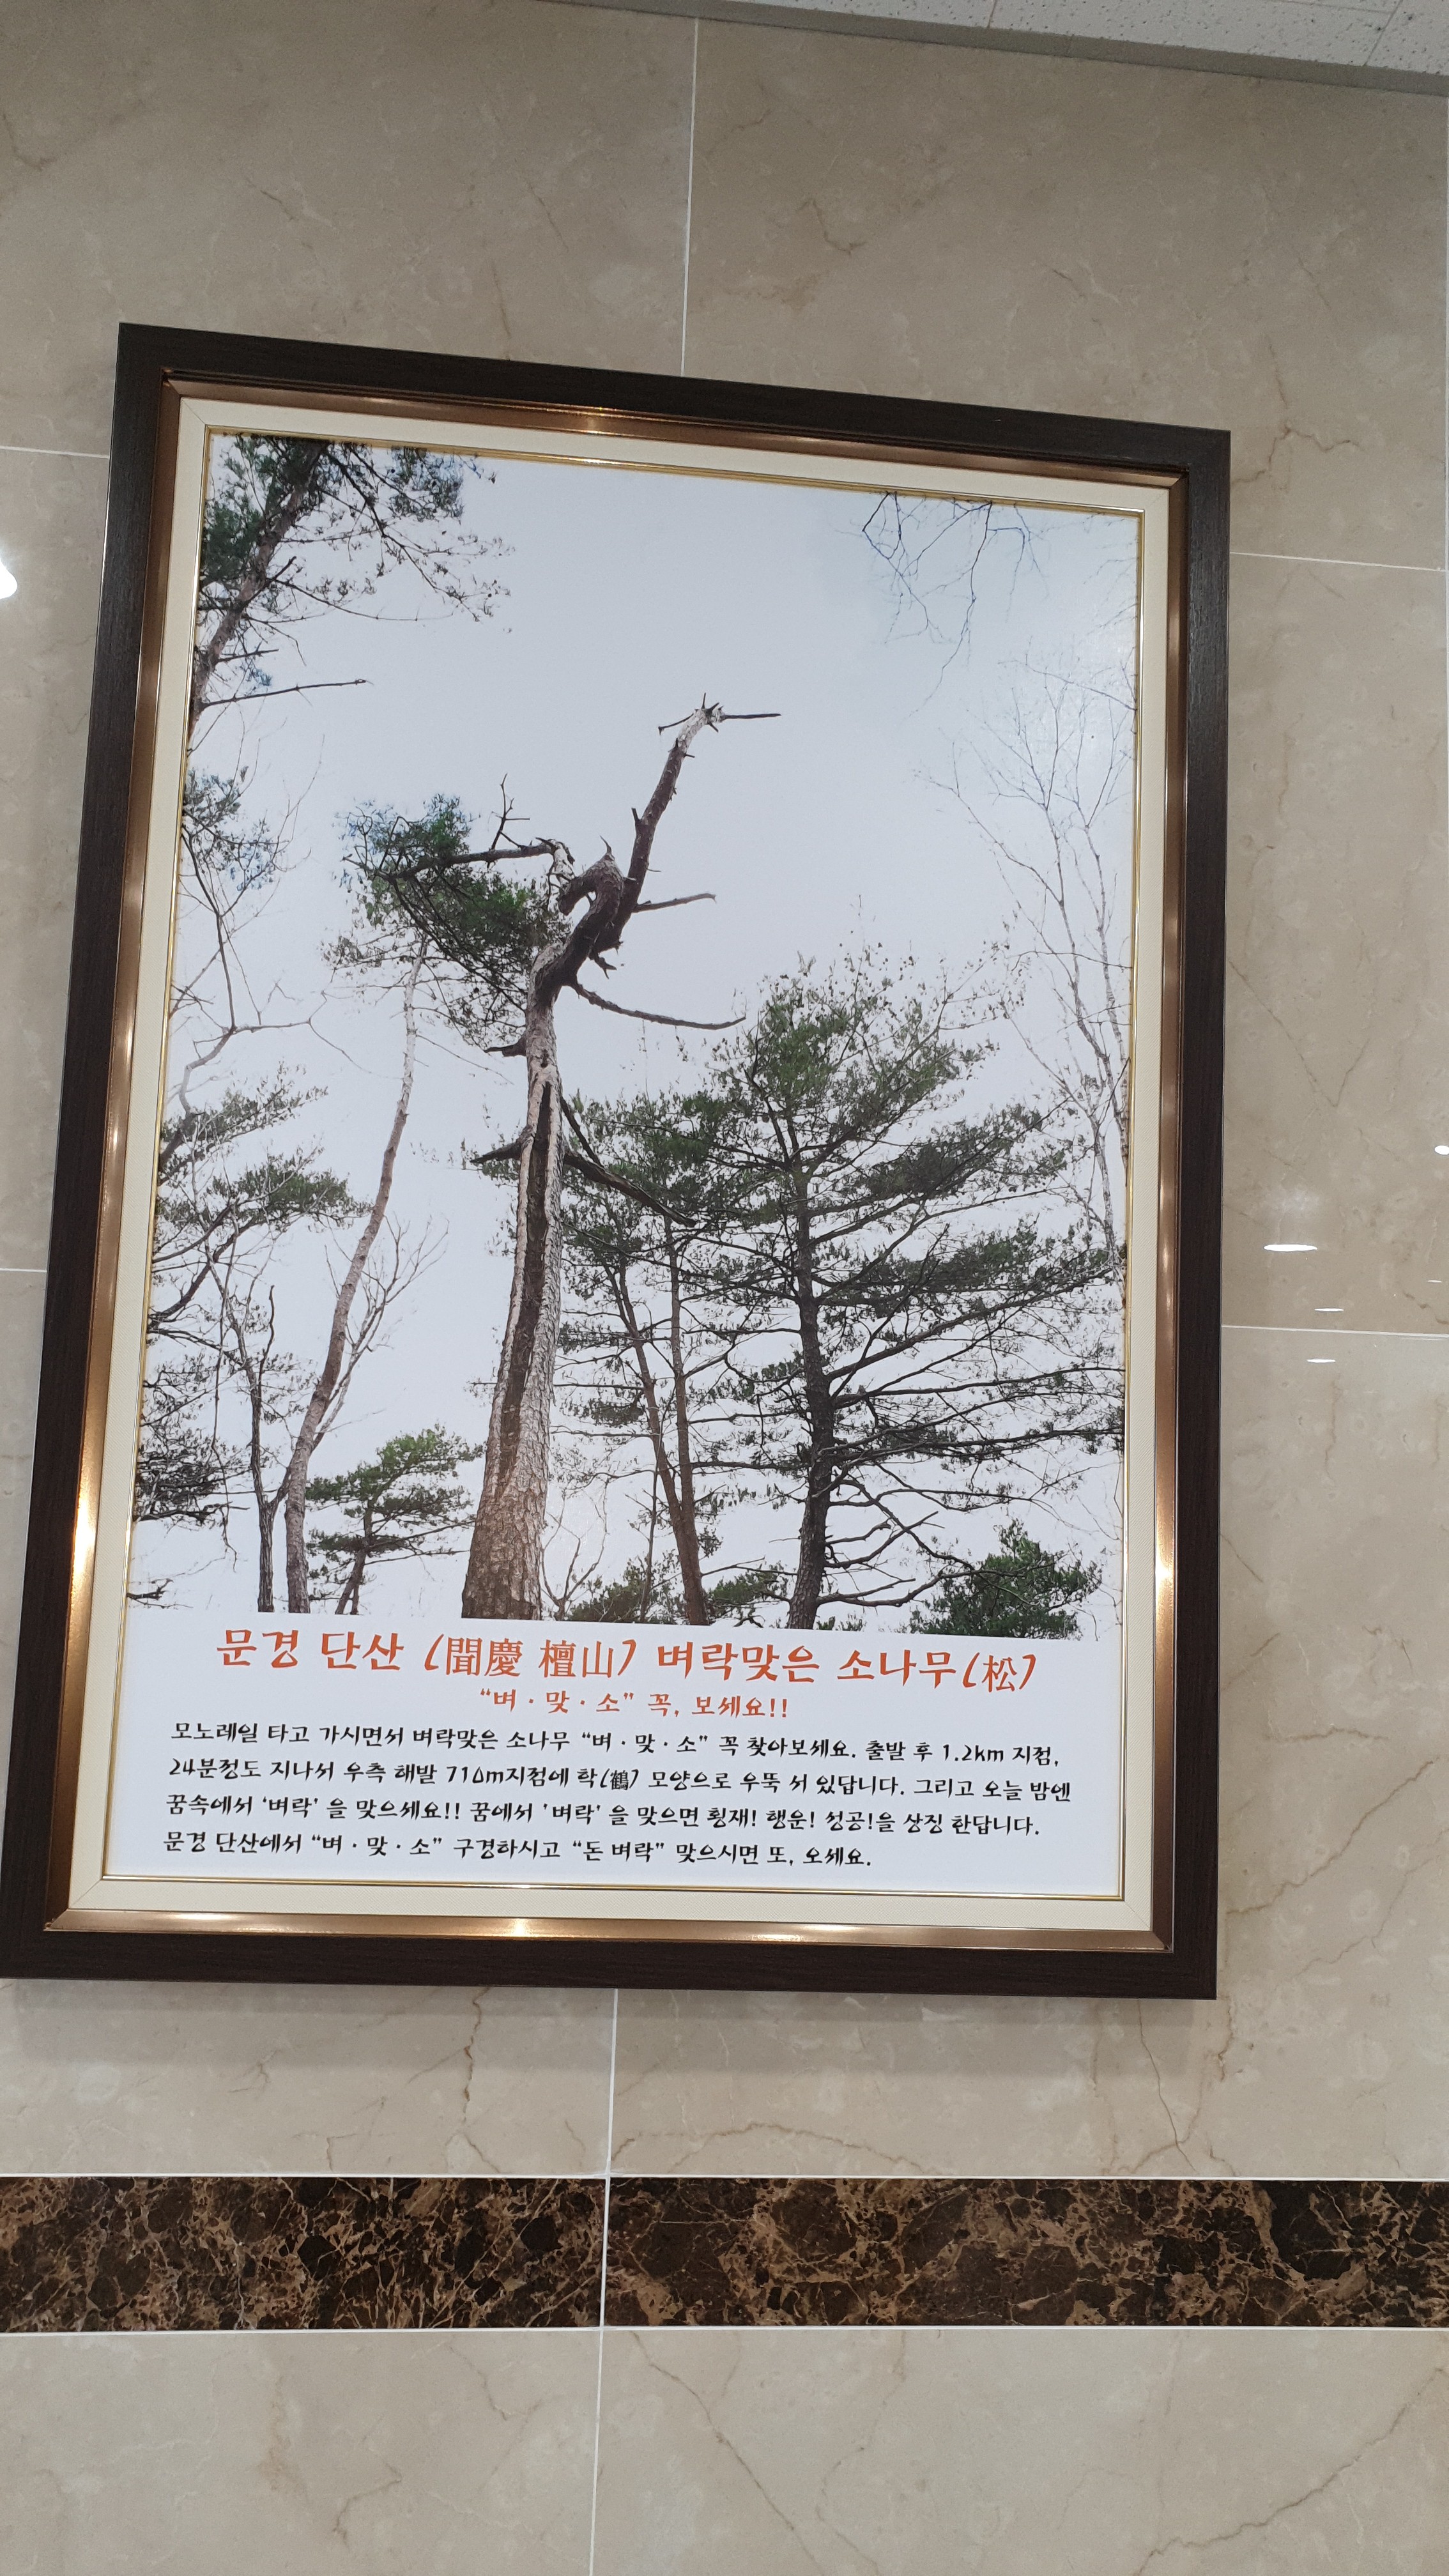 문경 단산 (聞慶 檀山) 벼락맞은 소나무(松)
“벼·맞·소” 꼭, 보세요!!
모노레일 타고 가시면서 벼락맞은 소나무 “벼·맞·소” 꼭 찾아보세요. 출발 후 1.2km 지점,
24분정도 지나서 우측 해발 710m지점에 학(鶴) 모양으로 우뚝 서 있답니다. 그리고 오늘 밤엔
꿈속에서 ‘벼락’ 을 맞으세요!! 꿈에서 '벼락' 을 맞으면 횡재! 행운! 성공!을 상징 한답니다.
문경 단산에서 “벼·맞·소” 구경하시고 “돈 벼락” 맞으시면 또, 오세요.